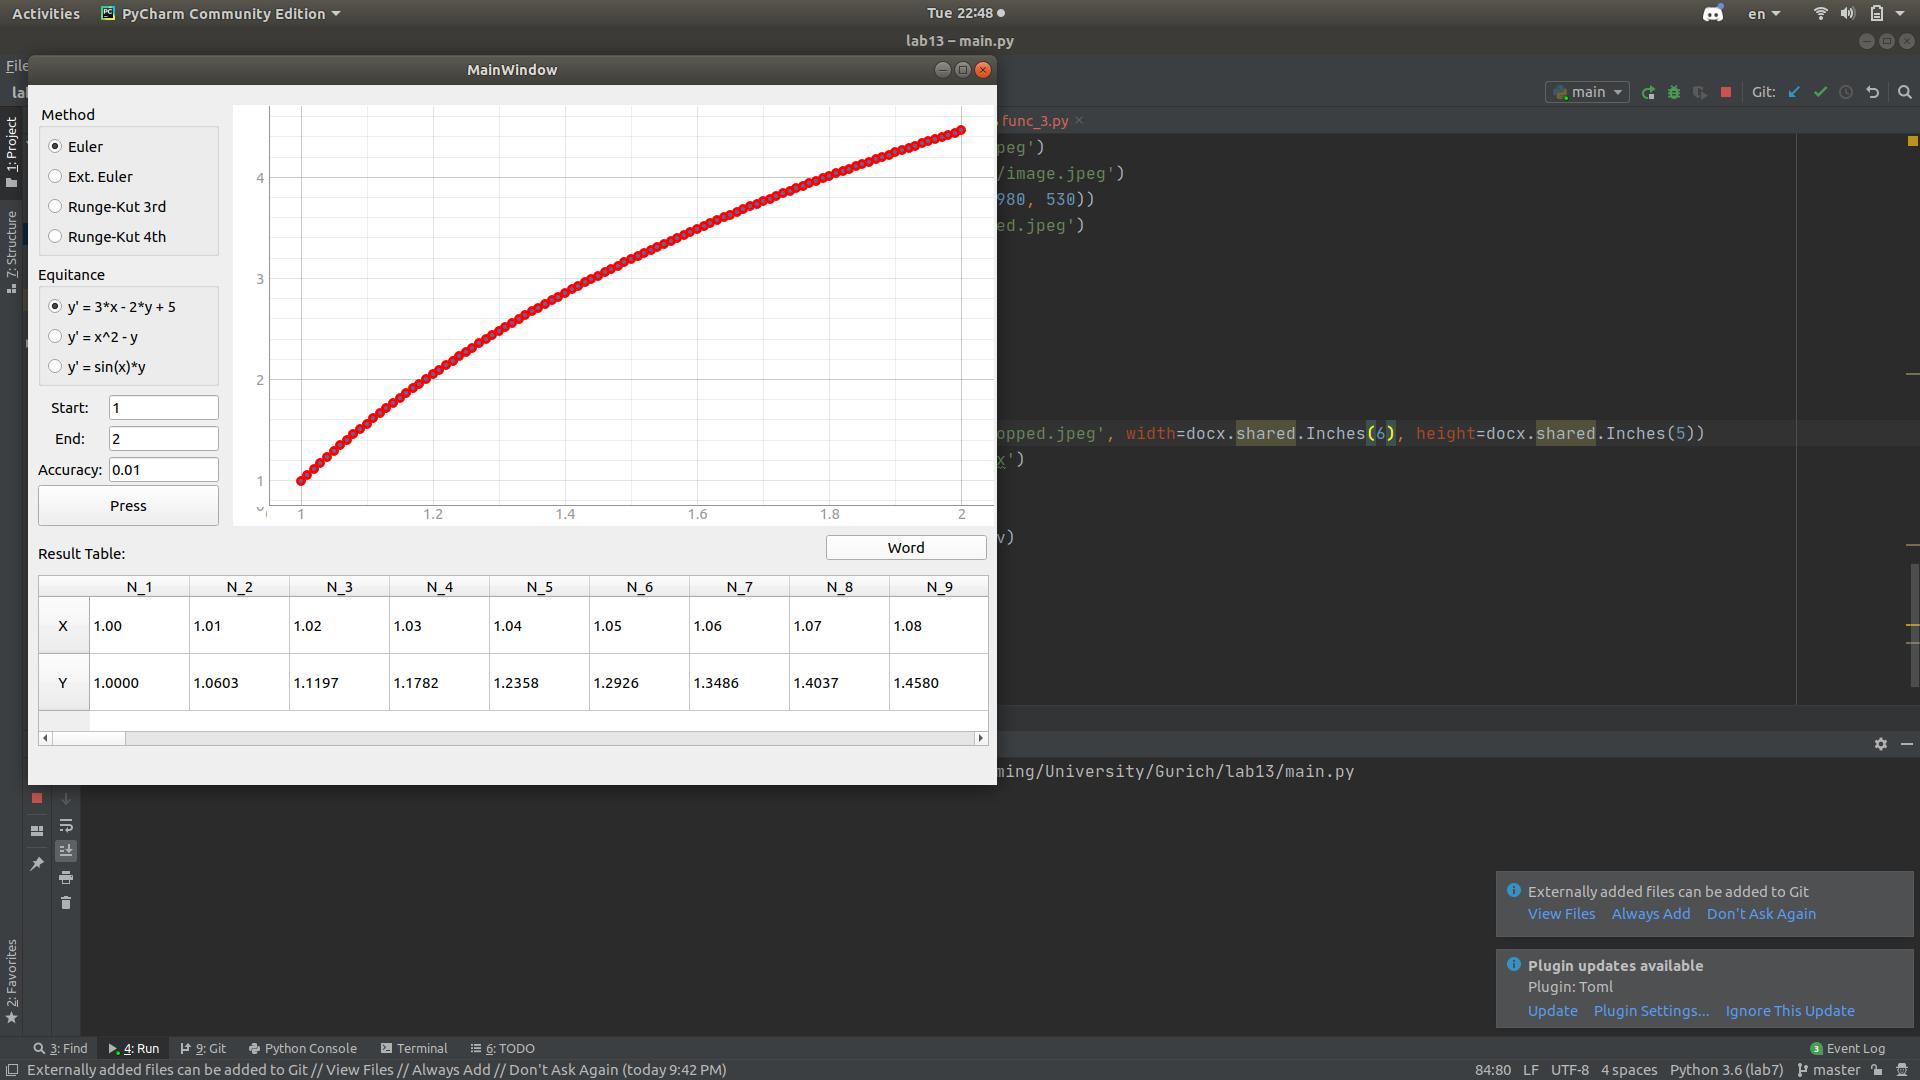 Activities PyCharm Community Edition Tue 22:48 en
lab13 – main.py
File
MainWindow
main Git:
func_3.py
Method
Euler
Ext. Euler
Runge-Kut 3rd
Runge-Kut 4th
Equitance
y' = 3*x - 2*y + 5
y' = x^2 - y
y' = sin(x)*y
Start: 1
End: 2
Accuracy: 0.01
Press
4
3
2
1
1 1.2 1.4 1.6 1.8 2
Word
Result Table:
N_1 N_2 N_3 N_4 N_5 N_6 N_7 N_8 N_9
X 1.00 1.01 1.02 1.03 1.04 1.05 1.06 1.07 1.08
Y 1.0000 1.0603 1.1197 1.1782 1.2358 1.2926 1.3486 1.4037 1.4580
1: Project
7: Structure
2: Favorites
peg')
/image.jpeg')
980, 530))
ed.jpeg')
opped.jpeg', width=docx.shared.Inches(6), height=docx.shared.Inches(5))
x')
v)
ming/University/Gurich/lab13/main.py
Externally added files can be added to Git
View Files Always Add Don't Ask Again
Plugin updates available
Plugin: Toml
Update Plugin Settings... Ignore This Update
3: Find 4: Run 9: Git Python Console Terminal 6: TODO 3 Event Log
Externally added files can be added to Git // View Files // Always Add // Don't Ask Again (today 9:42 PM) 84:80 LF UTF-8 4 spaces Python 3.6 (lab7) master